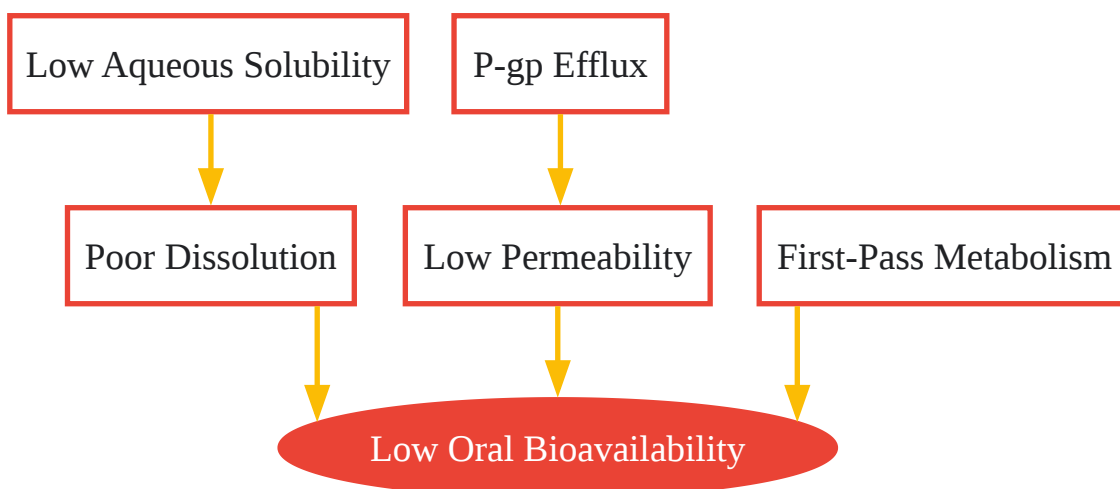 Low Aqueous Solubility
P-gp Efflux
Poor Dissolution
Low Permeability
First-Pass Metabolism
Low Oral Bioavailability